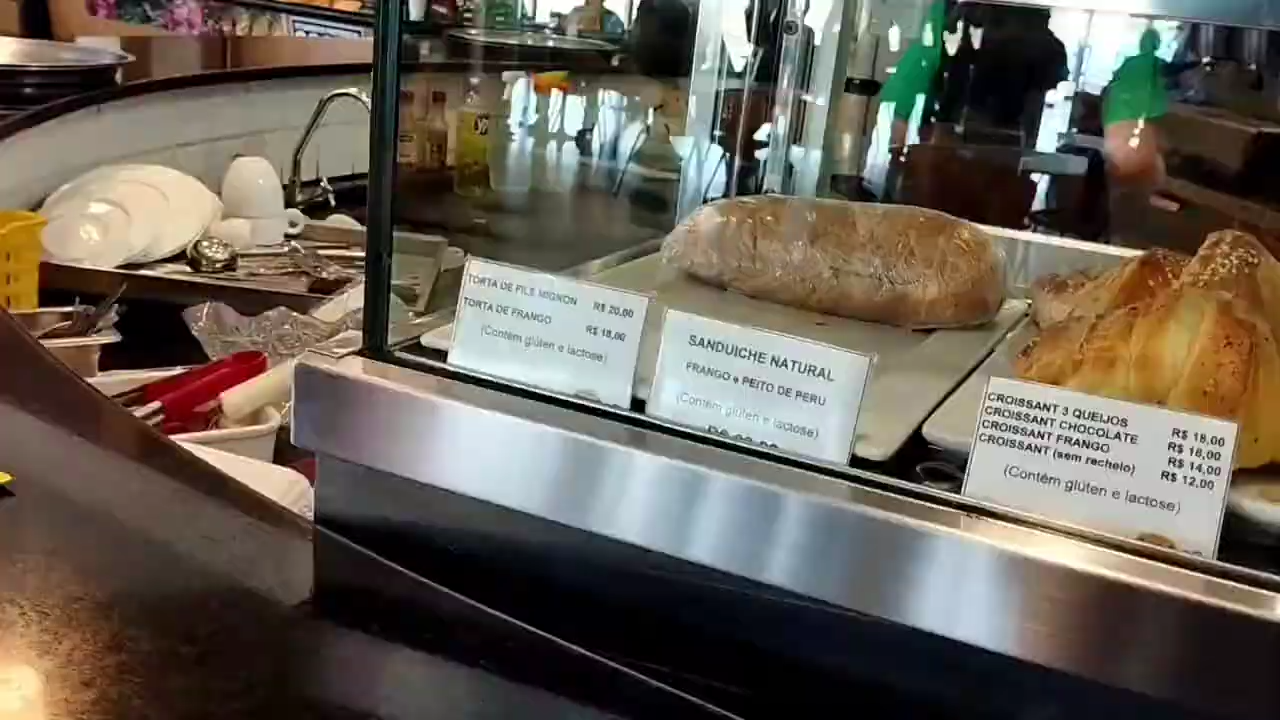 TORTA DE FILE MIGNON R$ 20,00
TORTA DE FRANGO R$ 18,00
(Contém glúten e lactose)
SANDUICHE NATURAL
FRANGO e PEITO DE PERU
(Contém glúten e lactose)
CROISSANT 3 QUEIJOS R$ 18,00
CROISSANT CHOCOLATE R$ 18,00
CROISSANT FRANGO R$ 14,00
CROISSANT (sem recheio) R$ 12,00
(Contém glúten e lactose)